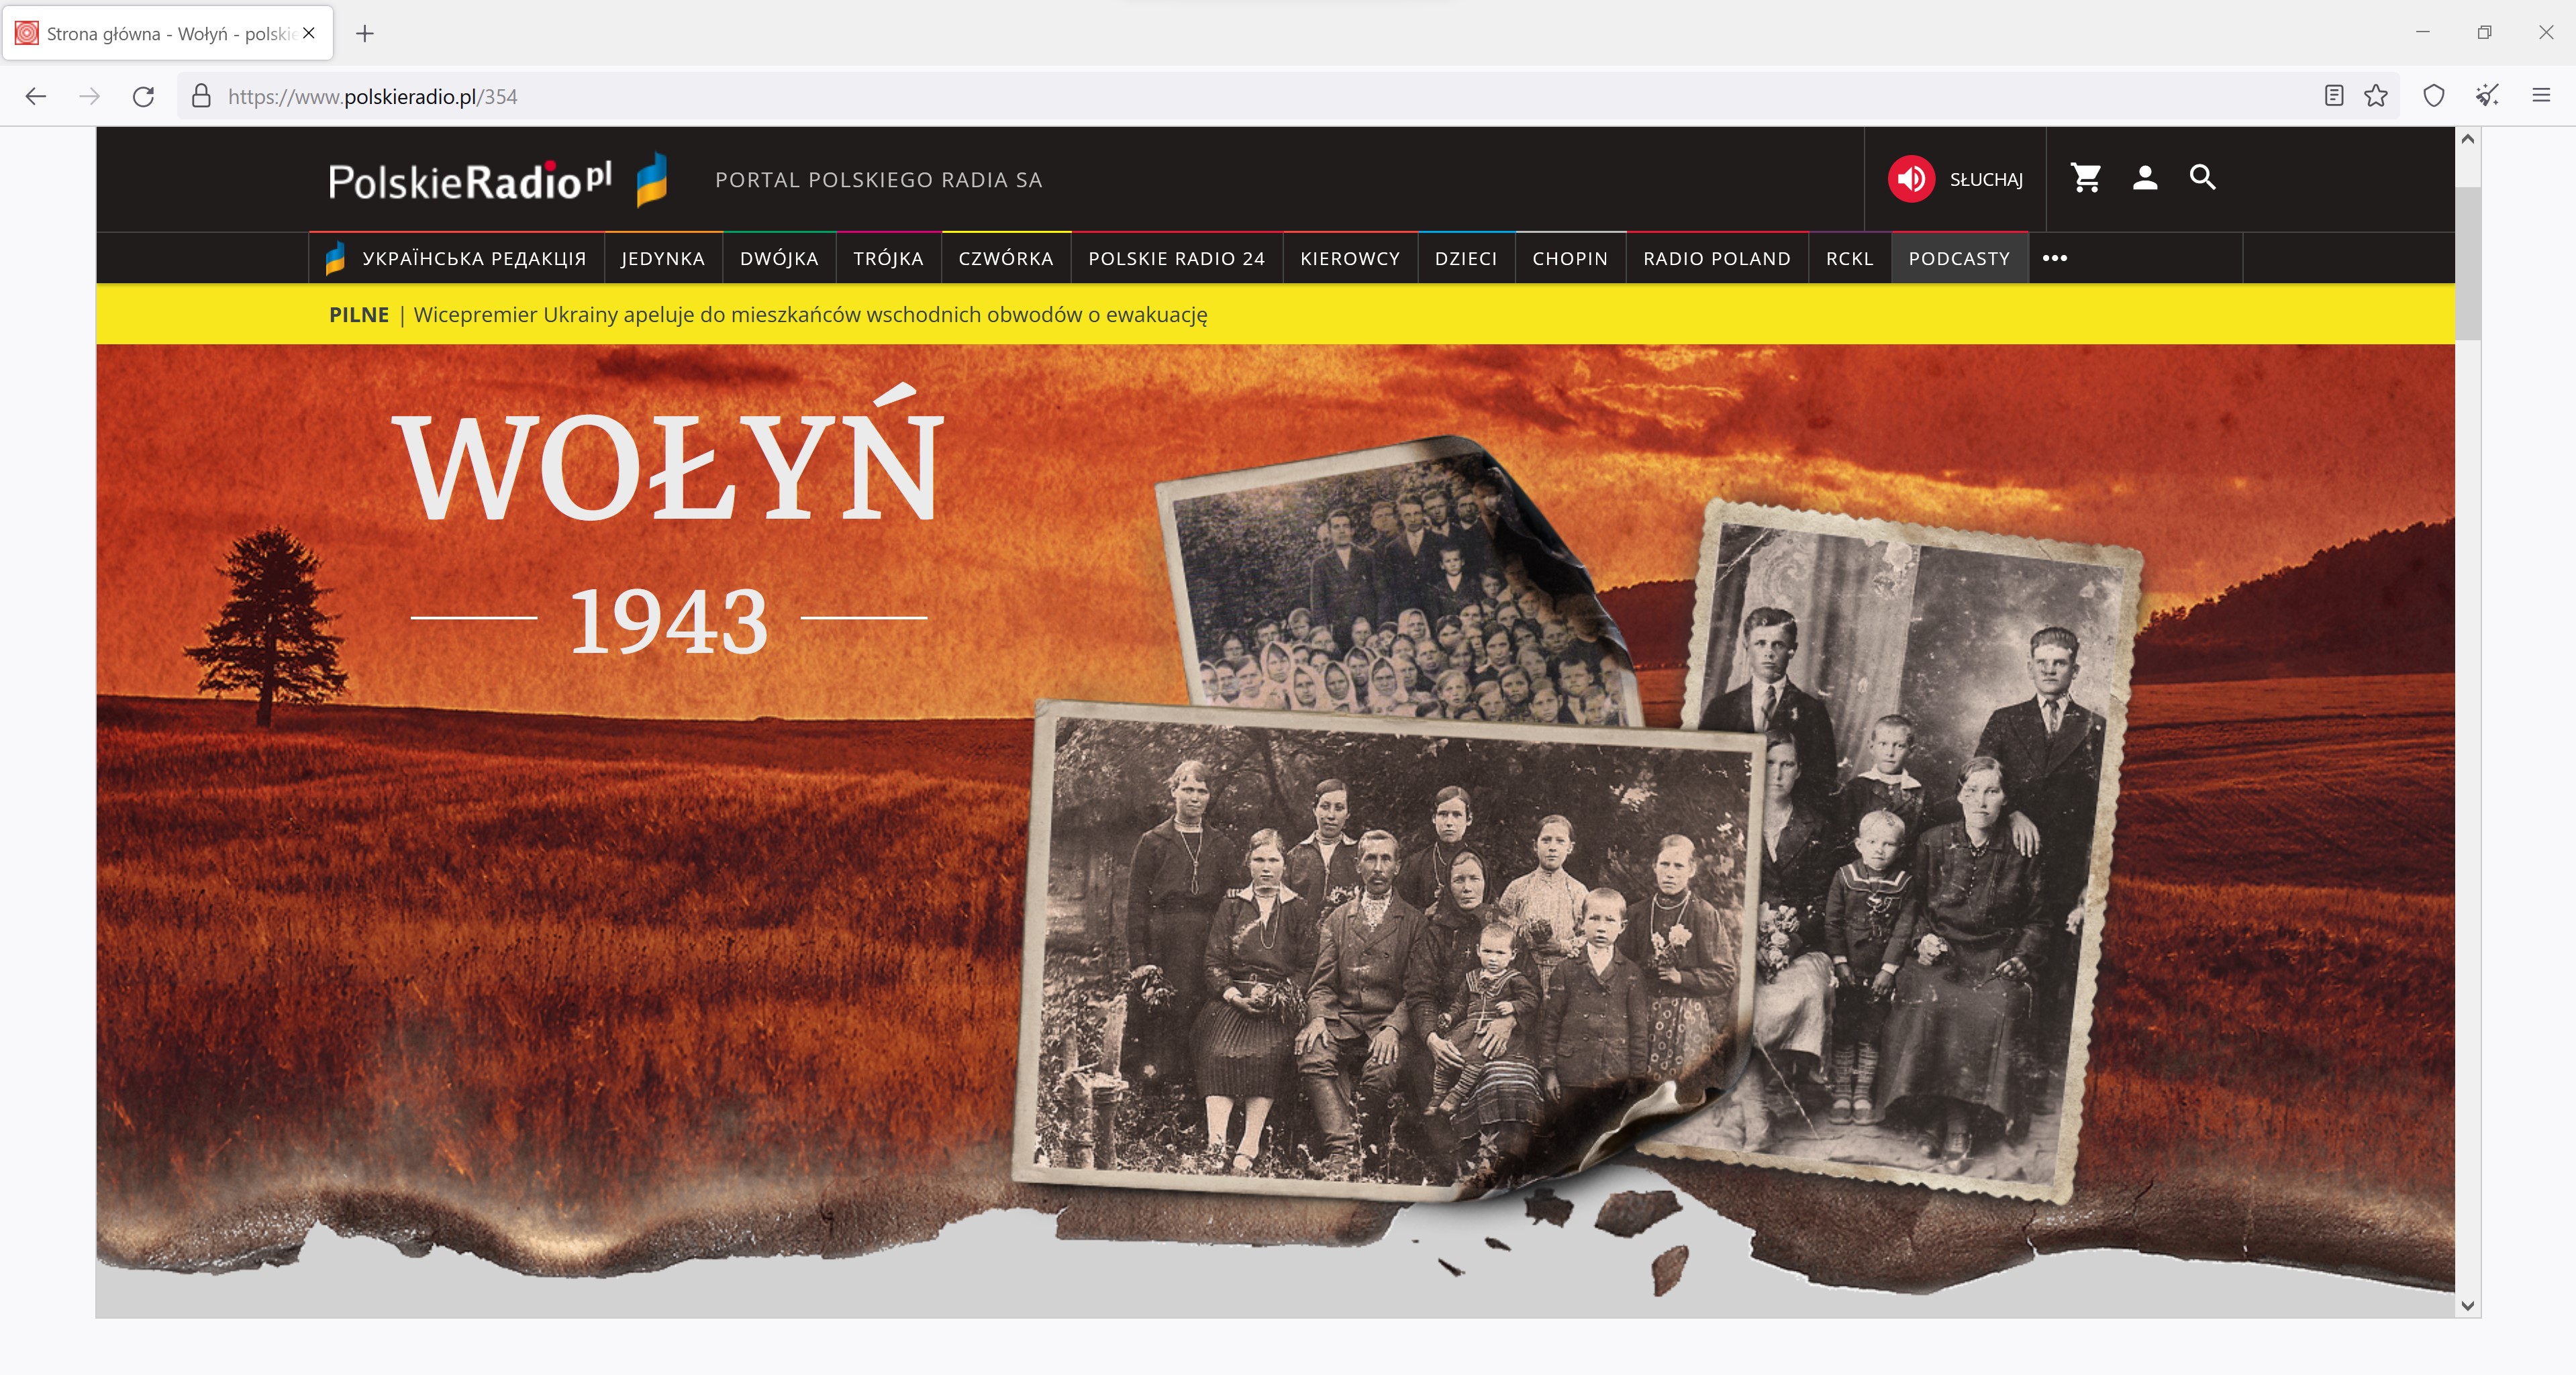 Strona główna - Wołyń - polskie
https://www.polskieradio.pl/354
PolskieRadio.pl
PORTAL POLSKIEGO RADIA SA
SŁUCHAJ
УКРАЇНСЬКА РЕДАКЦІЯ JEDYNKA DWÓJKA TRÓJKA CZWÓRKA POLSKIE RADIO 24 KIEROWCY DZIECI CHOPIN RADIO POLAND RCKL PODCASTY •••
PILNE | Wicepremier Ukrainy apeluje do mieszkańców wschodnich obwodów o ewakuację
WOŁYŃ
1943